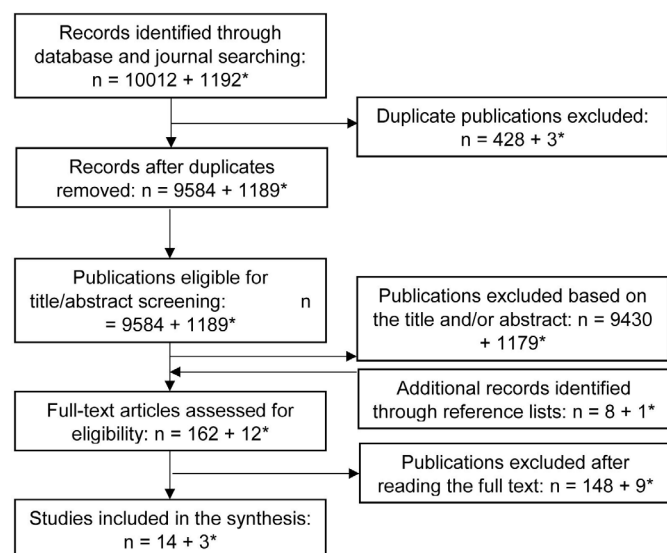 Records identified through
database and journal searching:
n = 10012 + 1192*
Duplicate publications excluded:
n = 428 + 3*
Records after duplicates
removed: n = 9584 + 1189*
Publications eligible for
title/abstract screening: n
= 9584 + 1189*
Publications excluded based on
the title and/or abstract: n = 9430
+ 1179*
Additional records identified
through reference lists: n = 8 + 1*
Full-text articles assessed for
eligibility: n = 162 + 12*
Publications excluded after
reading the full text: n = 148 + 9*
Studies included in the synthesis:
n = 14 + 3*